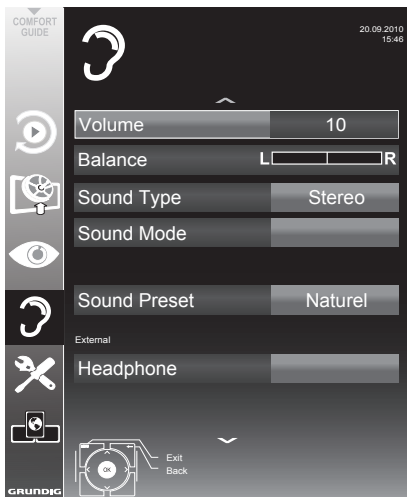 COMFORT
GUIDE
20.09.2010
15:46
Volume 10
Balance L R
Sound Type Stereo
Sound Mode
Sound Preset Naturel
External
Headphone
Exit
Back
OK
GRUNDIG